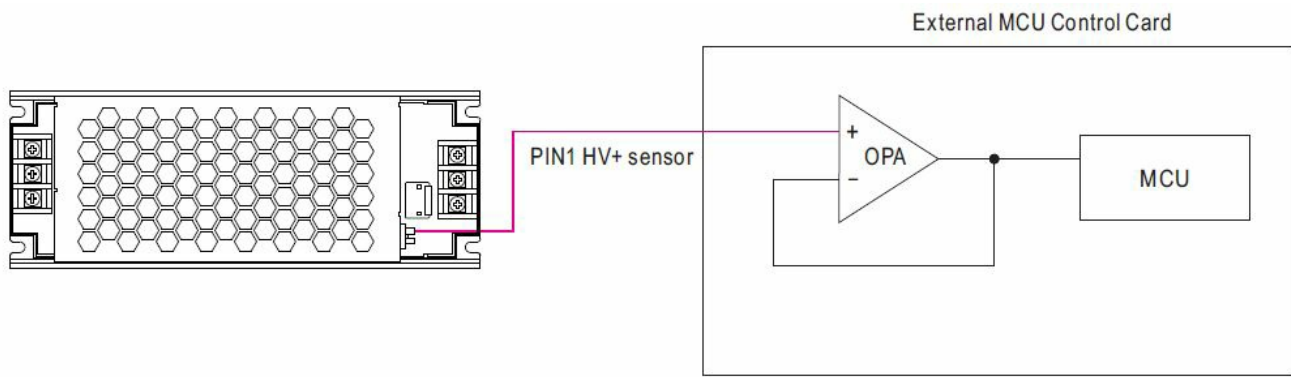 External MCU Control Card
PIN1 HV+ sensor
+
OPA
−
MCU